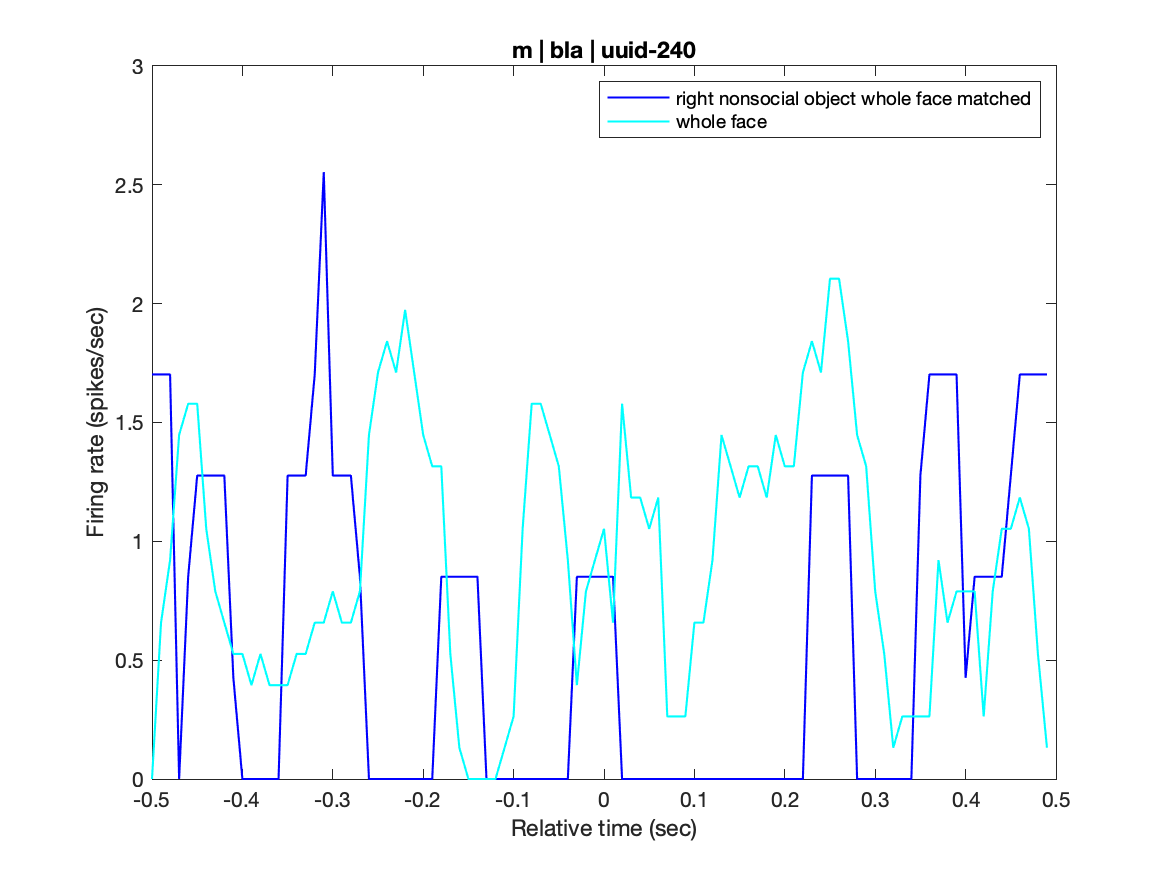 m | bla | uuid-240
right nonsocial object whole face matched
whole face
Firing rate (spikes/sec)
3
2.5
2
1.5
1
0.5
0
-0.5 -0.4 -0.3 -0.2 -0.1 0 0.1 0.2 0.3 0.4 0.5
Relative time (sec)